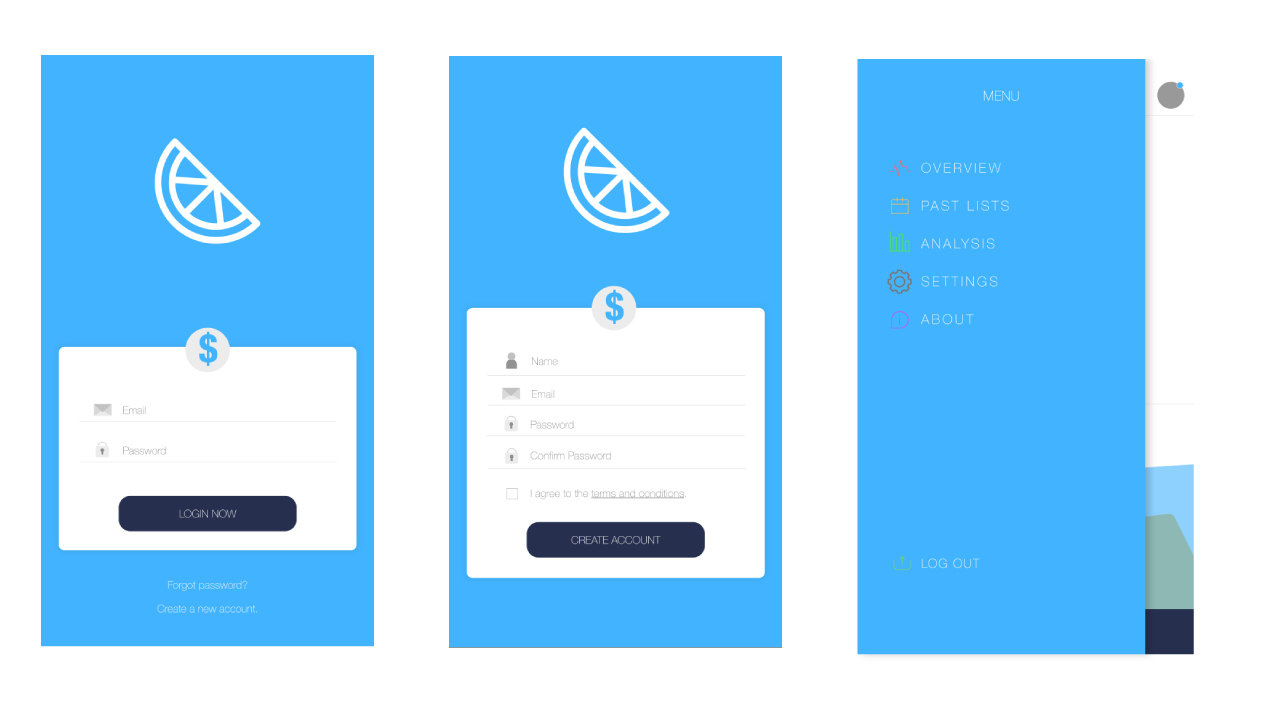 $
Email
Password
LOGIN NOW
Forgot password?
Create a new account.
$
Name
Email
Password
Confirm Password
I agree to the terms and conditions.
CREATE ACCOUNT
MENU
OVERVIEW
PAST LISTS
ANALYSIS
SETTINGS
ABOUT
LOG OUT